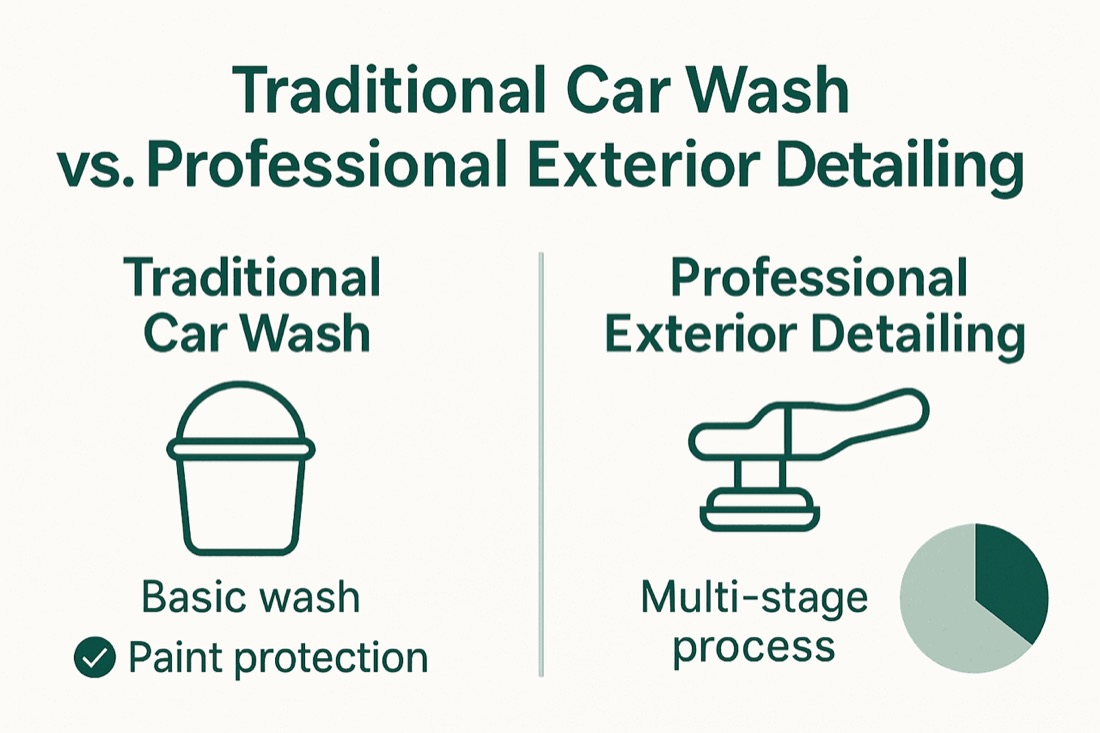 Traditional Car Wash
vs. Professional Exterior Detailing
Traditional
Car Wash
Basic wash
Paint protection
Professional
Exterior Detailing
Multi-stage
process